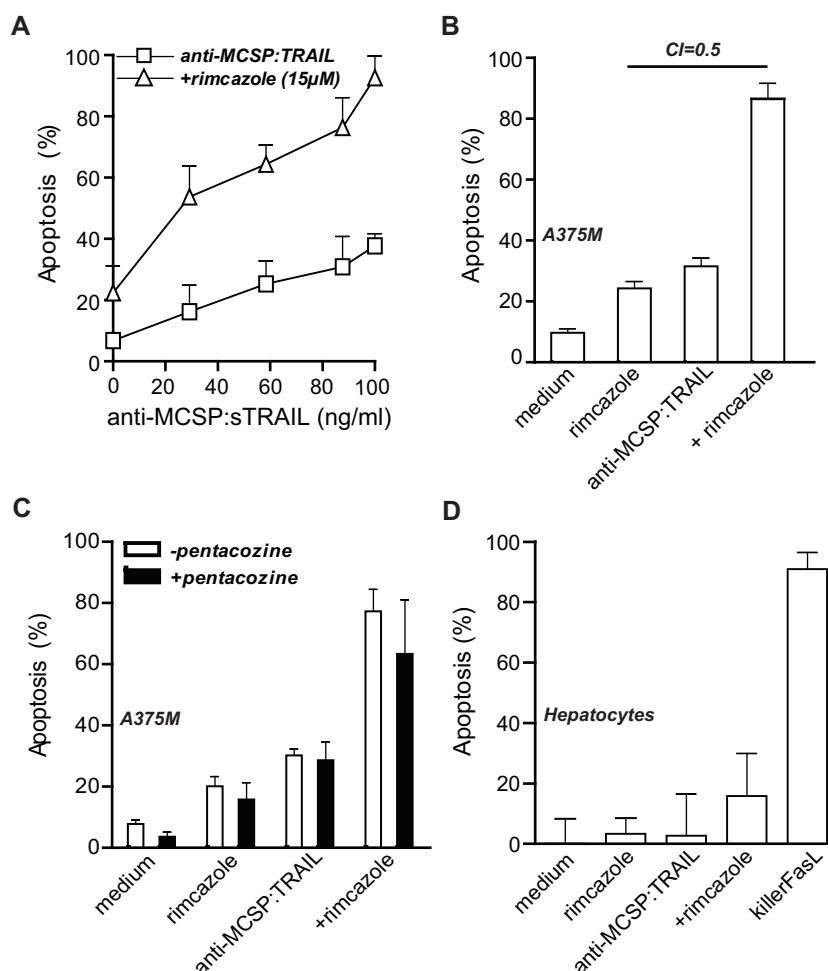 A
anti-MCSP:TRAIL
+rimcazole (15µM)
Apoptosis (%)
100
80
60
40
20
0
0 20 40 60 80 100
anti-MCSP:sTRAIL (ng/ml)
B
CI=0.5
Apoptosis (%)
100
80
60
40
20
0
A375M
medium
rimcazole
anti-MCSP:TRAIL
+ rimcazole
C
-pentacozine
+pentacozine
Apoptosis (%)
100
80
60
40
20
0
A375M
medium
rimcazole
anti-MCSP:TRAIL
+rimcazole
D
Apoptosis (%)
100
80
60
40
20
0
Hepatocytes
medium
rimcazole
anti-MCSP:TRAIL
+rimcazole
killerFasL